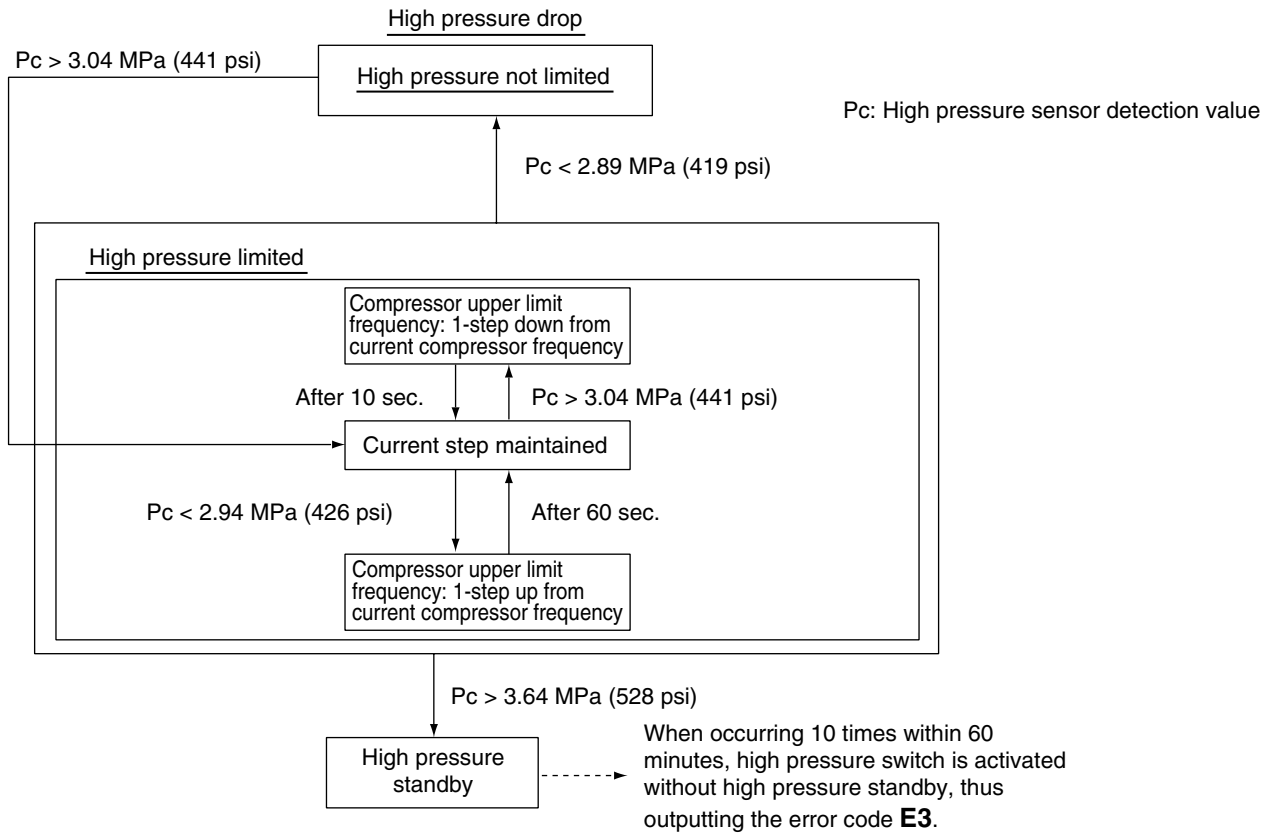 High pressure drop
Pc > 3.04 MPa (441 psi)
High pressure not limited
Pc: High pressure sensor detection value
Pc < 2.89 MPa (419 psi)
High pressure limited
Compressor upper limit
frequency: 1-step down from
current compressor frequency
After 10 sec.
Pc > 3.04 MPa (441 psi)
Current step maintained
Pc < 2.94 MPa (426 psi)
After 60 sec.
Compressor upper limit
frequency: 1-step up from
current compressor frequency
Pc > 3.64 MPa (528 psi)
High pressure
standby
When occurring 10 times within 60
minutes, high pressure switch is activated
without high pressure standby, thus
outputting the error code E3.